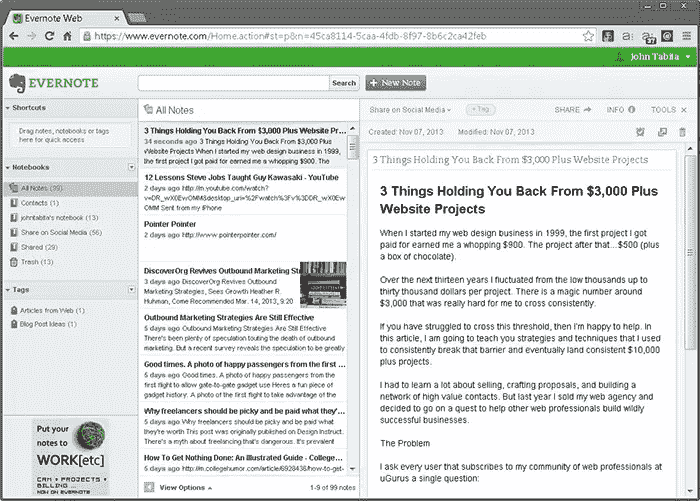 Evernote Web
https://www.evernote.com/Home.action#st=p&n=45ca8114-5caa-4fdb-8f97-8b6c2ca42feb
John Tabita
EVERNOTE
Search
+ New Note
Shortcuts
Drag notes, notebooks or tags
here for quick access
Notebooks
All Notes (99)
Contacts (1)
johntabita's notebook (13)
Share on Social Media (56)
Shared (29)
Trash (13)
Tags
Articles from Web (1)
Blog Post Ideas (1)
Put your
notes to
WORK[etc]
CRM + PROJECTS +
BILLING ...
NOW ON EVERNOTE
All Notes
3 Things Holding You Back From $3,000 Plus Website Pr...
34 seconds ago 3 Things Holding You Back From $3,000
Plus Website Projects When I started my web design business in 1999,
the first project I got paid for earned me a whopping $900. The
12 Lessons Steve Jobs Taught Guy Kawasaki - YouTube
2 days ago http://m.youtube.com/watch?
v=DR_wX0EwOMM&desktop_uri=%2Fwatch%3Fv%3DDR_wX0E
wOMM Sent from my iPhone
Pointer Pointer
2 days ago http://www.pointerpointer.com/
DiscoverOrg Revives Outbound Marketing St
5 days ago DiscoverOrg Revives Outbound Marketing
Strategies, Sees Growth Heather R.
Huhman, Come Recommended Mar. 14, 2013, 9:20
Outbound Marketing Strategies Are Still Effective
5 days ago Outbound Marketing Strategies Are Still Effective
There's been plenty of speculation touting the death of outbound
marketing. But a recent survey reveals the speculation to be greatly
Good times. A photo of happy passengers from the first ...
5 days ago Good times. A photo of happy passengers from the
first flight to allow gate-to-gate gadget use Heres a fun piece of
gadget history. A photo of the first flight to take advantage of the
Why freelancers should be picky and be paid what they'...
5 days ago Why freelancers should be picky and be paid what
they're worth This post was originally published on Design Instruct.
There's a myth about freelancing that's dangerous. It's prevalent
How To Get Nothing Done: An Illustrated Guide - College...
5 days ago http://m.collegehumor.com/article/6928436/how-to-get-
View Options
1-9 of 99 notes
Share on Social Media
+Tag
SHARE
INFO
TOOLS
Created: Nov 07, 2013 Modified: Nov 07, 2013
3 Things Holding You Back From $3,000 Plus Website Projects
3 Things Holding You Back From $3,000 Plus
Website Projects
When I started my web design business in 1999, the first project I got
paid for earned me a whopping $900. The project after that...$500 (plus
a box of chocolate).
Over the next thirteen years I fluctuated from the low thousands up to
thirty thousand dollars per project. There is a magic number around
$3,000 that was really hard for me to cross consistently.
If you have struggled to cross this threshold, then I'm happy to help. In
this article, I am going to teach you strategies and techniques that I used
to consistently break that barrier and eventually land consistent $10,000
plus projects.
I had to learn a lot about selling, crafting proposals, and building a
network of high value contacts. But last year I sold my web agency and
decided to go on a quest to help other web professionals build wildly
successful businesses.
The Problem
I ask every user that subscribes to my community of web professionals at
uGurus a single question: